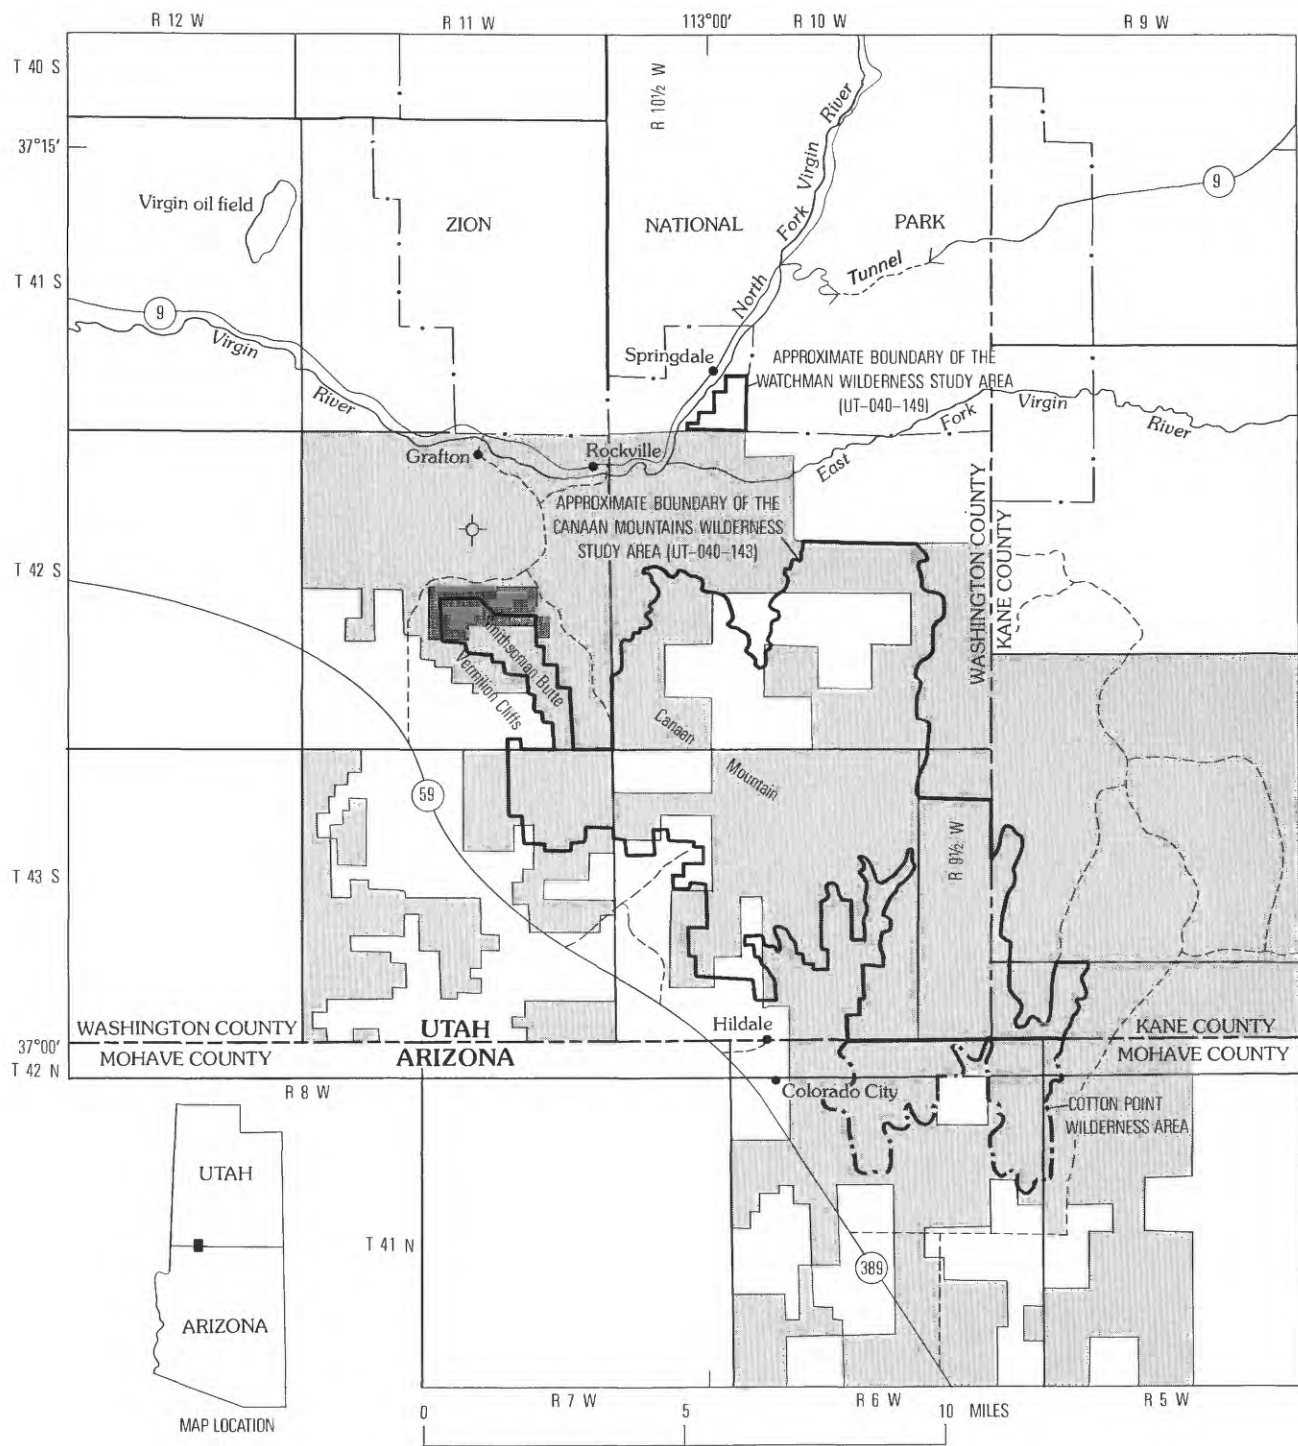 R 12 W
R 11 W
113°00'
R 10 W
R 9 W
T 40 S
R 10½ W
37°15'
Virgin oil field
ZION
NATIONAL
PARK
North Fork Virgin River
9
Tunnel
T 41 S
9
Virgin River
Springdale
APPROXIMATE BOUNDARY OF THE
WATCHMAN WILDERNESS STUDY AREA
(UT-040-149)
East Fork Virgin River
Grafton
Rockville
APPROXIMATE BOUNDARY OF THE
CANAAN MOUNTAINS WILDERNESS
STUDY AREA (UT-040-143)
WASHINGTON COUNTY
KANE COUNTY
T 42 S
Smithsonian Butte
Vermilion Cliffs
Canaan
Mountain
59
R 9½ W
T 43 S
WASHINGTON COUNTY
UTAH
Hildale
KANE COUNTY
37°00'
MOHAVE COUNTY
ARIZONA
MOHAVE COUNTY
T 42 N
R 8 W
Colorado City
COTTON POINT
WILDERNESS AREA
UTAH
T 41 N
389
ARIZONA
MAP LOCATION
R 7 W
R 6 W
R 5 W
0
5
10
MILES